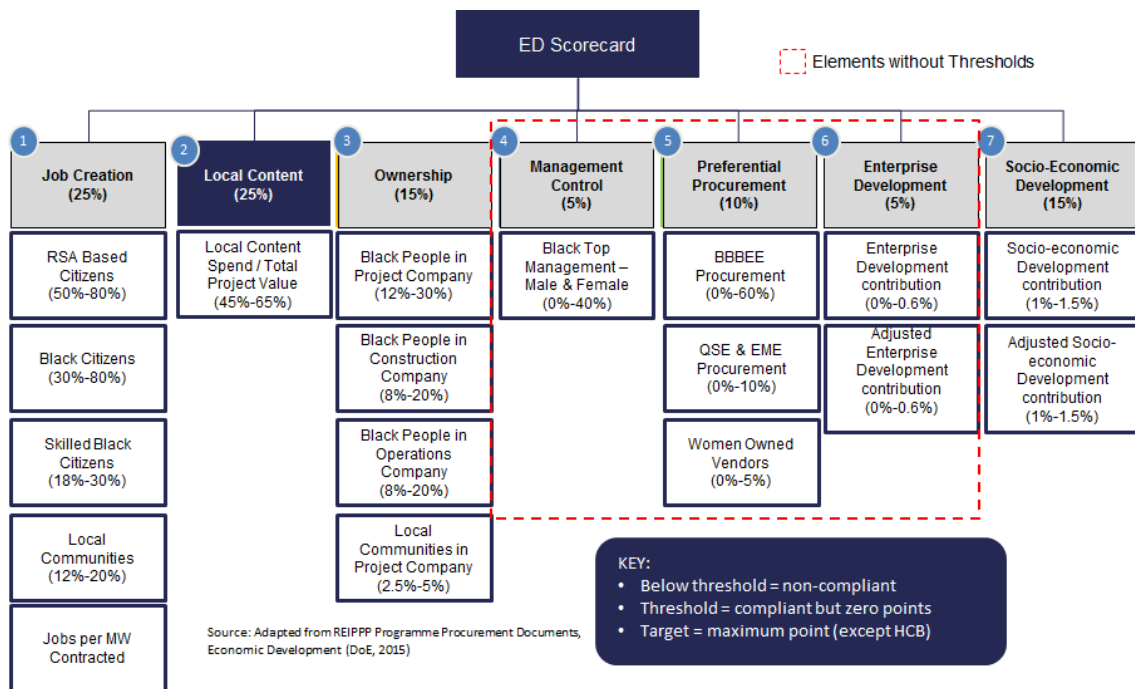 ED Scorecard
Elements without Thresholds
1
Job Creation
(25%)
RSA Based
Citizens
(50%-80%)
Black Citizens
(30%-80%)
Skilled Black
Citizens
(18%-30%)
Local
Communities
(12%-20%)
Jobs per MW
Contracted
2
Local Content
(25%)
Local Content
Spend / Total
Project Value
(45%-65%)
3
Ownership
(15%)
Black People in
Project Company
(12%-30%)
Black People in
Construction
Company
(8%-20%)
Black People in
Operations
Company
(8%-20%)
Local
Communities in
Project Company
(2.5%-5%)
4
Management
Control
(5%)
Black Top
Management –
Male & Female
(0%-40%)
5
Preferential
Procurement
(10%)
BBBEE
Procurement
(0%-60%)
QSE & EME
Procurement
(0%-10%)
Women Owned
Vendors
(0%-5%)
6
Enterprise
Development
(5%)
Enterprise
Development
contribution
(0%-0.6%)
Adjusted
Enterprise
Development
contribution
(0%-0.6%)
7
Socio-Economic
Development
(15%)
Socio-economic
Development
contribution
(1%-1.5%)
Adjusted Socio-
economic
Development
contribution
(1%-1.5%)
KEY:
• Below threshold = non-compliant
• Threshold = compliant but zero points
• Target = maximum point (except HCB)
Source: Adapted from REIPPP Programme Procurement Documents,
Economic Development (DoE, 2015)